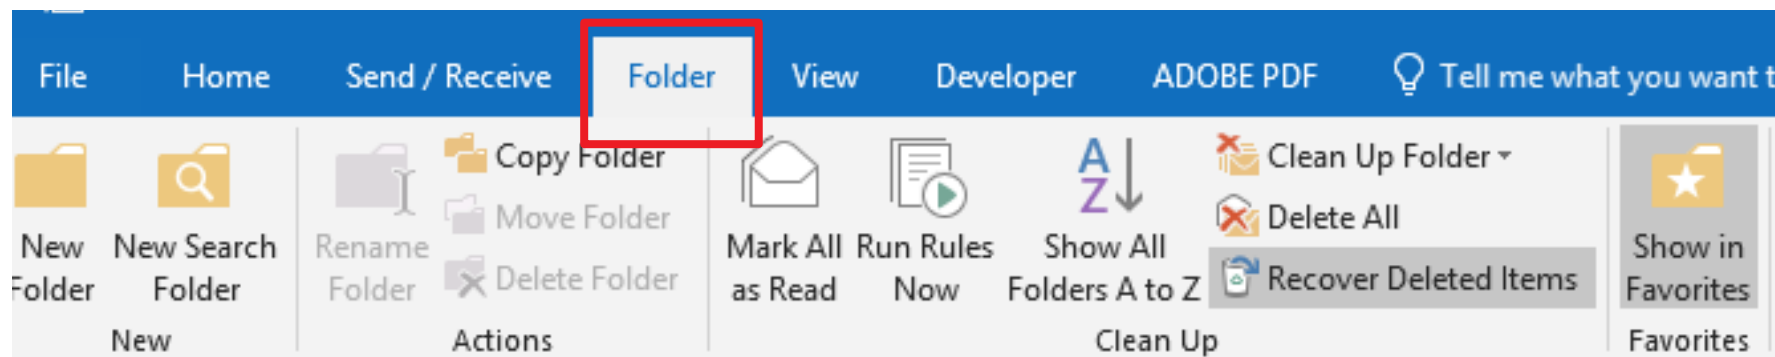 File Home Send / Receive Folder View Developer ADOBE PDF Tell me what you want t
New Folder
New Search Folder
New
Rename Folder
Copy Folder
Move Folder
Delete Folder
Actions
Mark All as Read
Run Rules Now
Show All Folders A to Z
A
Z
Clean Up Folder
Delete All
Recover Deleted Items
Clean Up
Show in Favorites
Favorites